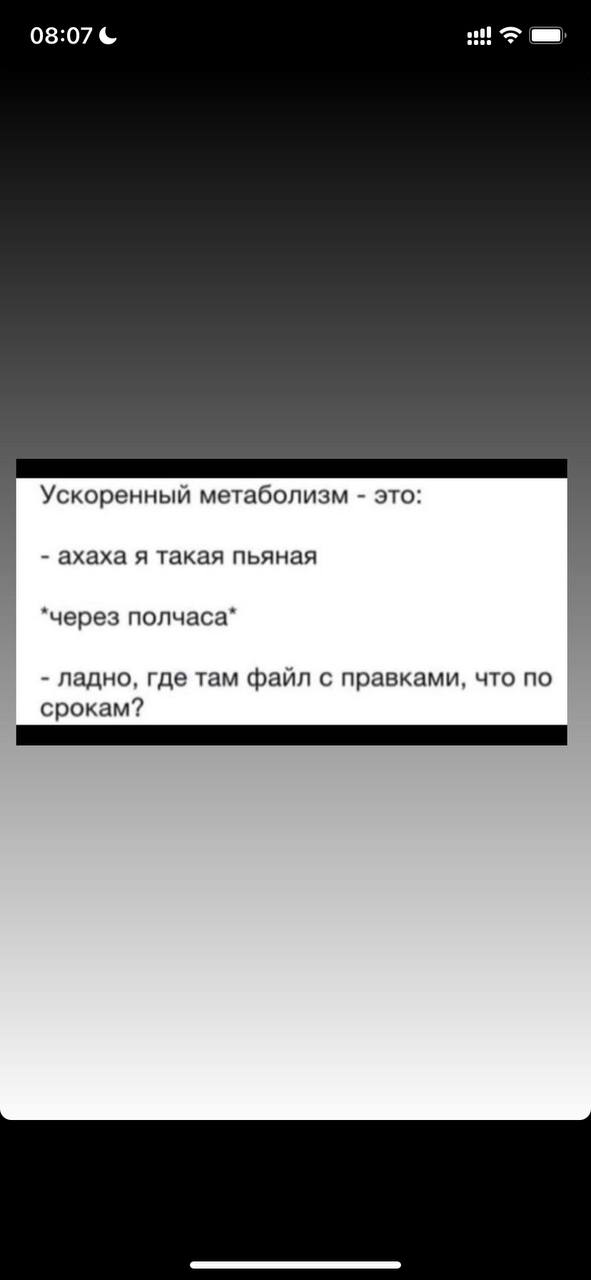 08:07
Ускоренный метаболизм - это:
- ахаха я такая пьяная
*через полчаса*
- ладно, где там файл с правками, что по
срокам?